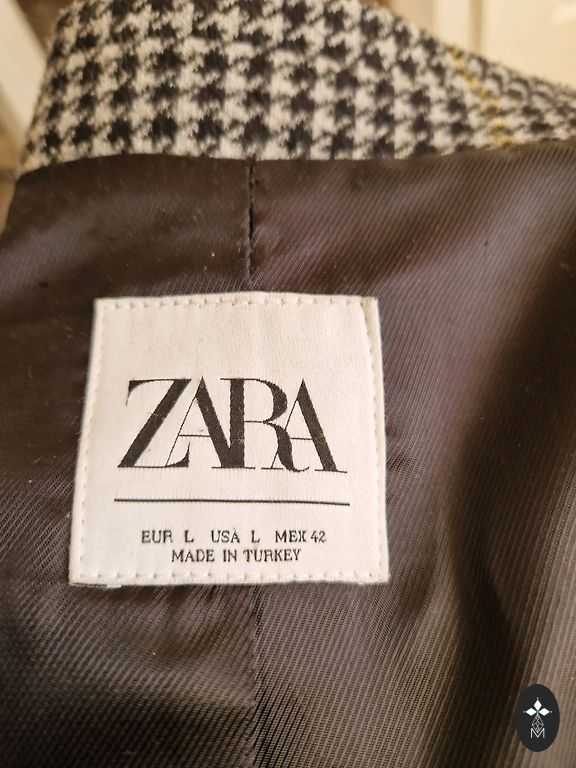 ZARA
EUR L USA L MEX 42
MADE IN TURKEY
M